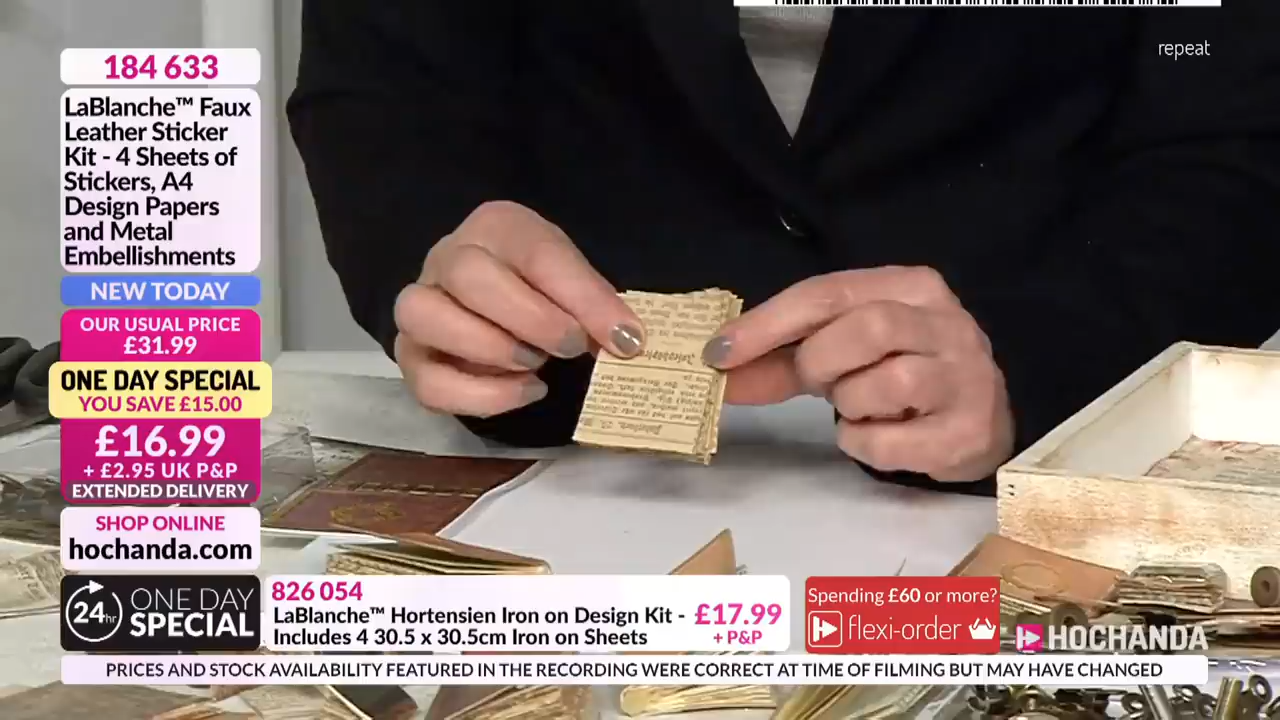 repeat
184 633
LaBlanche™ Faux
Leather Sticker
Kit - 4 Sheets of
Stickers, A4
Design Papers
and Metal
Embellishments
NEW TODAY
OUR USUAL PRICE
£31.99
ONE DAY SPECIAL
YOU SAVE £15.00
£16.99
+ £2.95 UK P&P
EXTENDED DELIVERY
SHOP ONLINE
hochanda.com
24hr
ONE DAY
SPECIAL
826 054
LaBlanche™ Hortensien Iron on Design Kit -
Includes 4 30.5 x 30.5cm Iron on Sheets
£17.99
+ P&P
Spending £60 or more?
flexi-order
HOCHANDA
PRICES AND STOCK AVAILABILITY FEATURED IN THE RECORDING WERE CORRECT AT TIME OF FILMING BUT MAY HAVE CHANGED